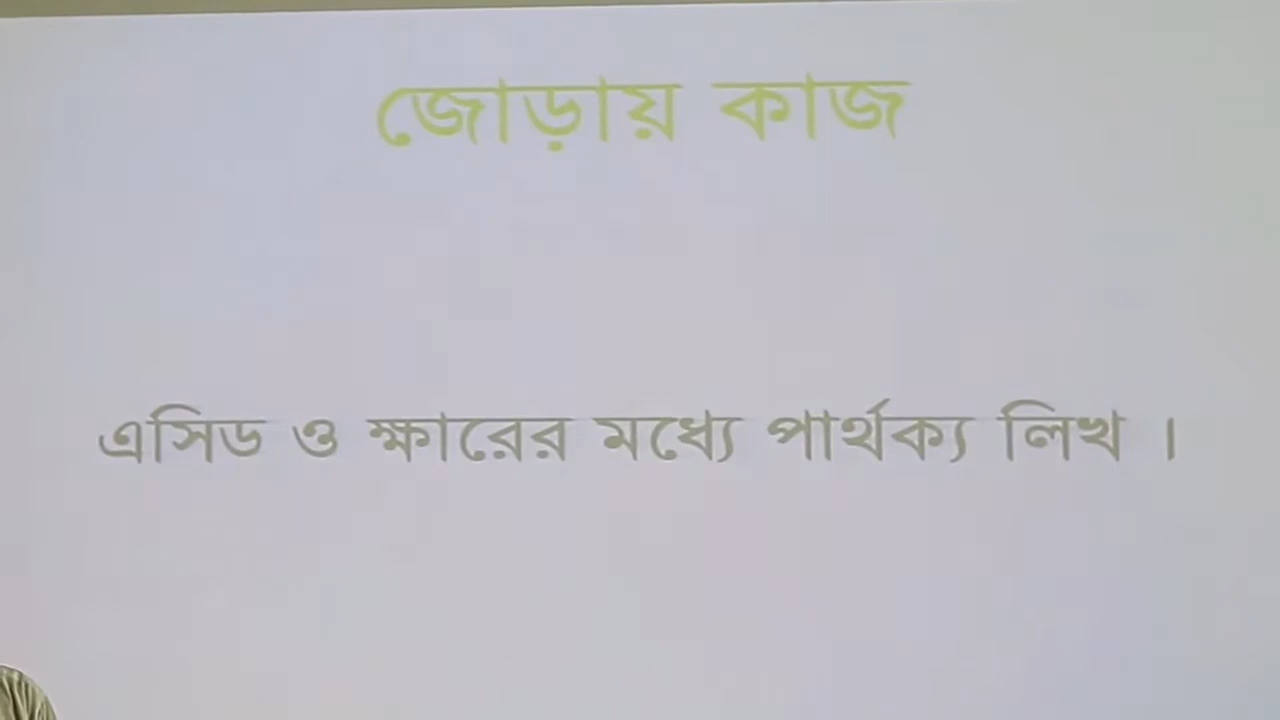 জোড়ায় কাজ
এসিড ও ক্ষারের মধ্যে পার্থক্য লিখ ।